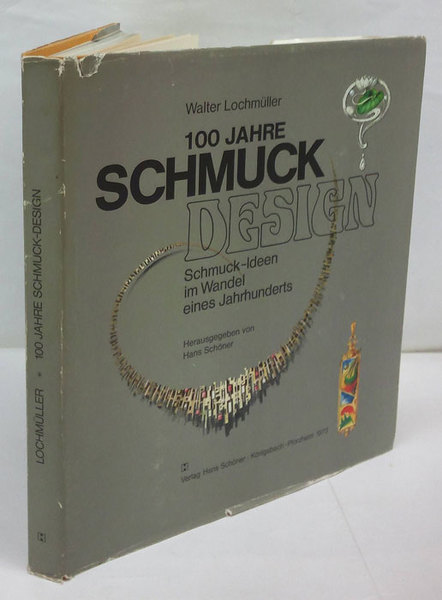 Walter Lochmüller
100 JAHRE
SCHMUCK
DESIGN
Schmuck-Ideen
im Wandel
eines Jahrhunderts
Herausgegeben von
Hans Schöner
H
Verlag Hans Schöner · Königsbach-Pforzheim 1973
LOCHMÜLLER * 100 JAHRE SCHMUCK-DESIGN
H